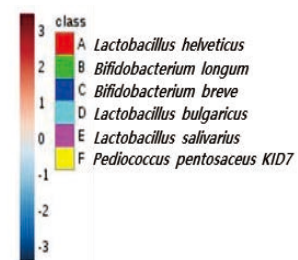 3
2
1
0
-1
-2
-3
class
A Lactobacillus helveticus
B Bifidobacterium longum
C Bifidobacterium breve
D Lactobacillus bulgaricus
E Lactobacillus salivarius
F Pediococcus pentosaceus KID7